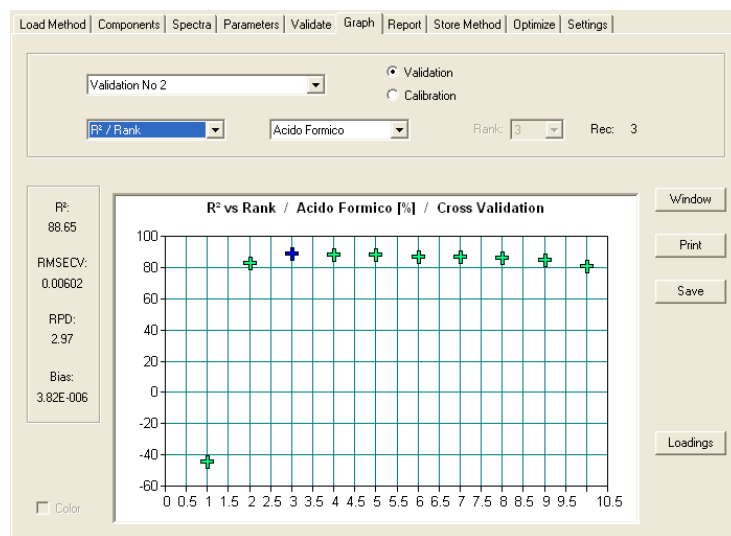 Load Method Components Spectra Parameters Validate Graph Report Store Method Optimize Settings
Validation No 2
Validation
Calibration
R² / Rank
Acido Formico
Rank: 3
Rec: 3
R²:
88.65
RMSECV:
0.00602
RPD:
2.97
Bias:
3.82E-006
Color
R² vs Rank / Acido Formico [%] / Cross Validation
100
80
60
40
20
0
-20
-40
-60
0 0.5 1 1.5 2 2.5 3 3.5 4 4.5 5 5.5 6 6.5 7 7.5 8 8.5 9 9.5 10.5
Window
Print
Save
Loadings